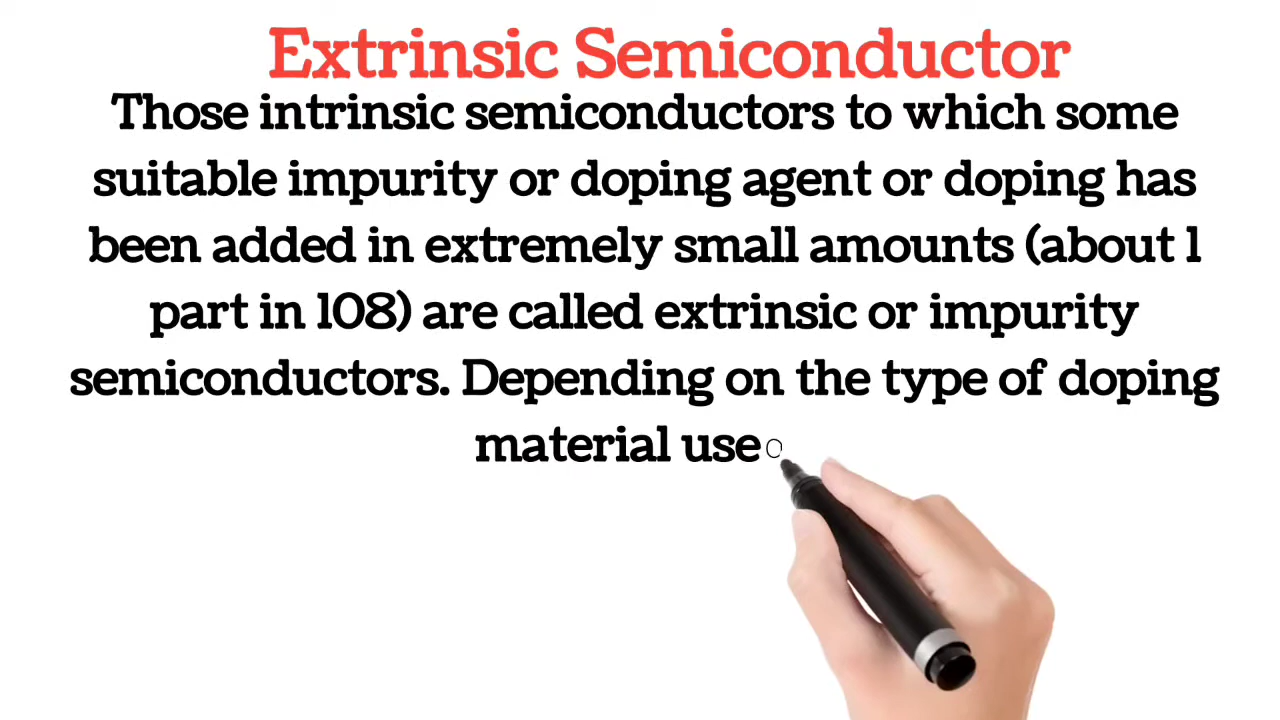 Extrinsic Semiconductor
Those intrinsic semiconductors to which some
suitable impurity or doping agent or doping has
been added in extremely small amounts (about 1
part in 108) are called extrinsic or impurity
semiconductors. Depending on the type of doping
material use